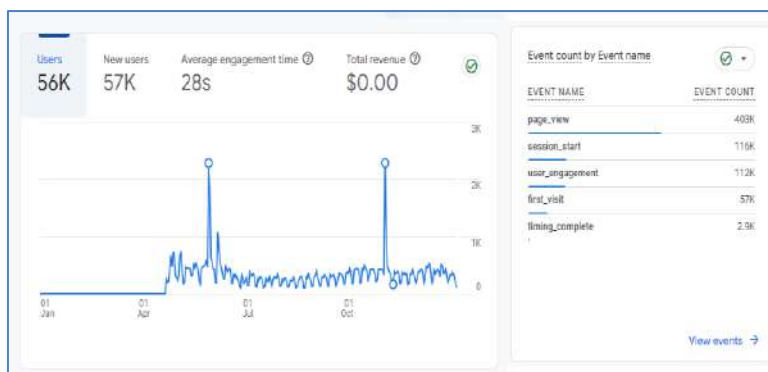 Users New users Average engagement time Total revenue
56K 57K 28s $0.00
3K
2K
1K
0
01 Jan
01 Apr
01 Jul
01 Oct
Event count by Event name
EVENT NAME EVENT COUNT
page_view 403K
session_start 116K
user_engagement 112K
first_visit 57K
timing_complete 2.9K
View events